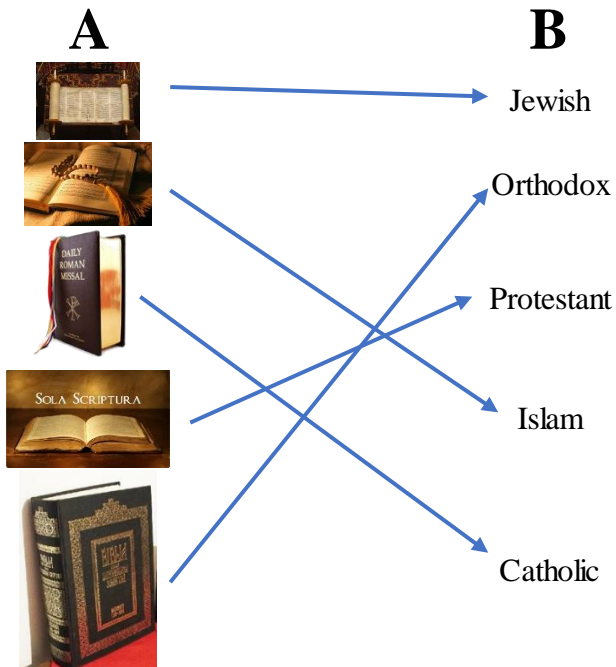 A
B
Jewish
Orthodox
DAILY
ROMAN
MISSAL
Protestant
SOLA SCRIPTURA
Islam
Catholic